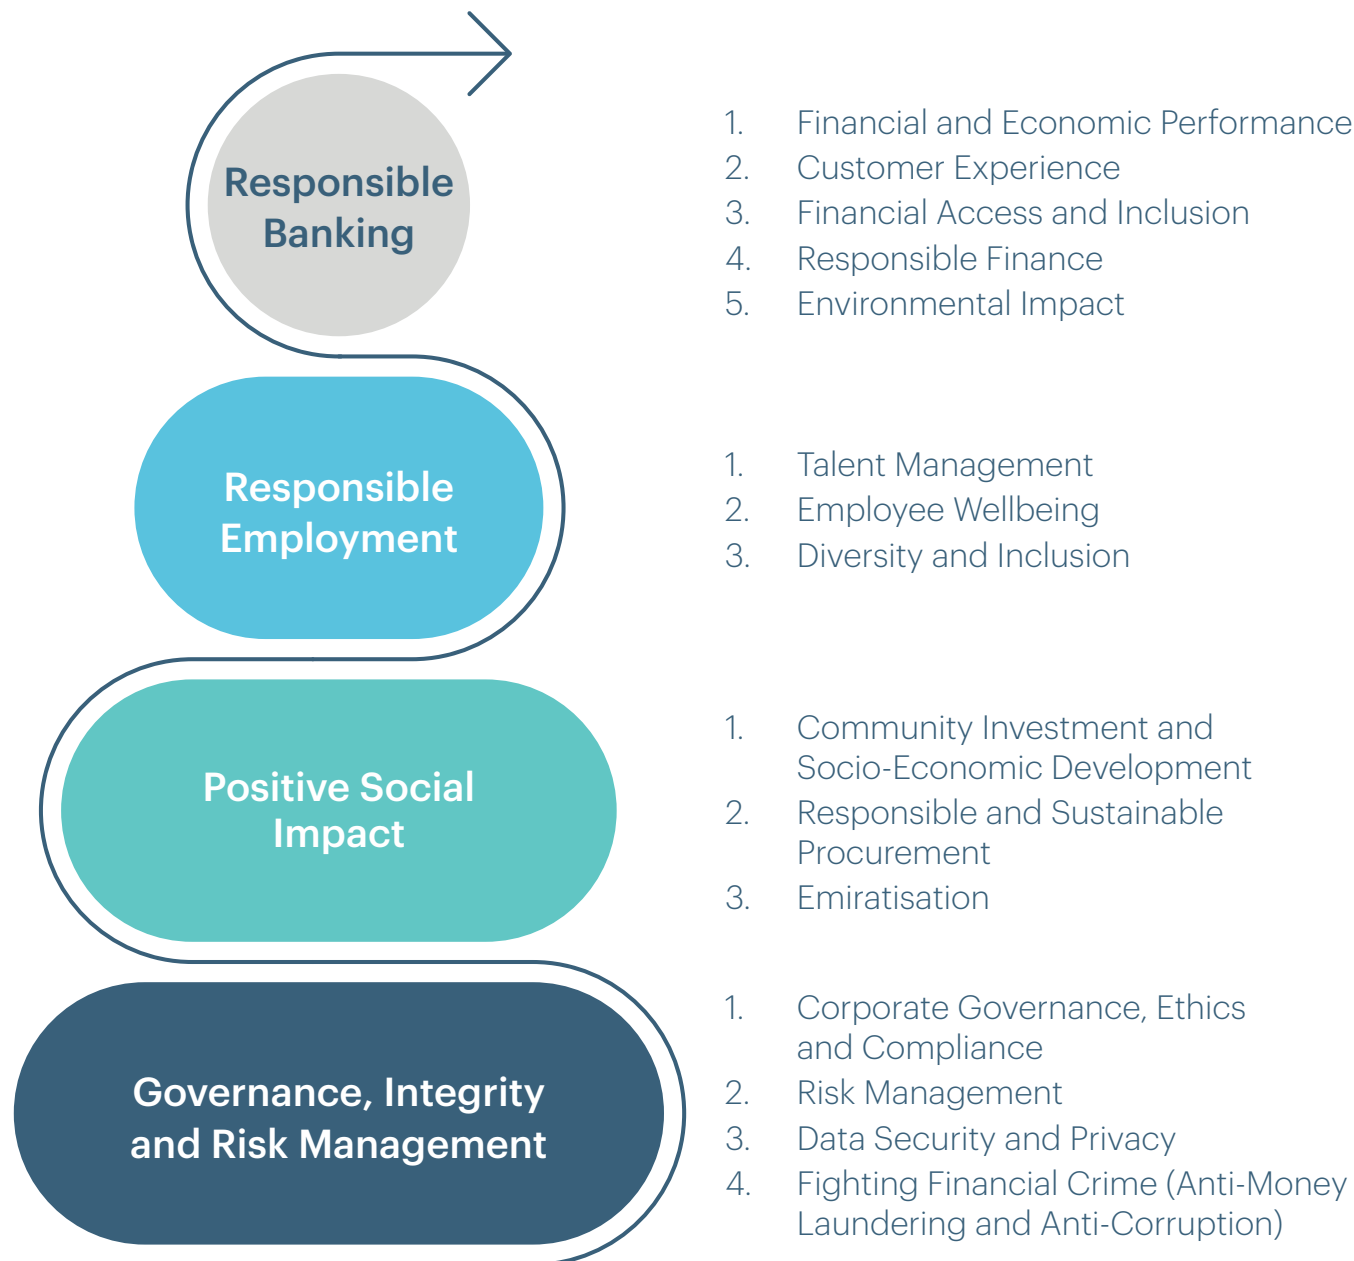 Responsible
Banking
1. Financial and Economic Performance
2. Customer Experience
3. Financial Access and Inclusion
4. Responsible Finance
5. Environmental Impact
Responsible
Employment
1. Talent Management
2. Employee Wellbeing
3. Diversity and Inclusion
Positive Social
Impact
1. Community Investment and
Socio-Economic Development
2. Responsible and Sustainable
Procurement
3. Emiratisation
Governance, Integrity
and Risk Management
1. Corporate Governance, Ethics
and Compliance
2. Risk Management
3. Data Security and Privacy
4. Fighting Financial Crime (Anti-Money
Laundering and Anti-Corruption)